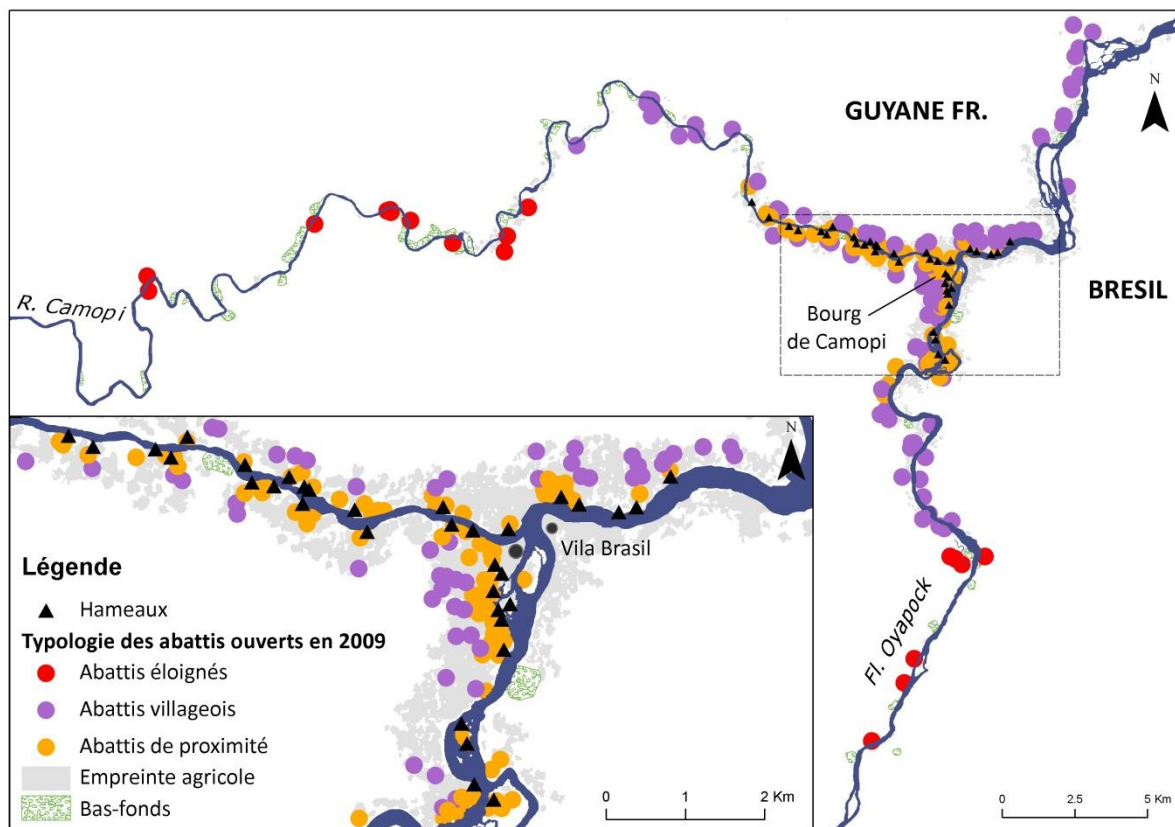 N
GUYANE FR.
BRESIL
R. Camopi
Bourg
de Camopi
Fl. Oyapock
0 2.5 5 Km
N
Vila Brasil
Légende
Hameaux
Typologie des abattis ouverts en 2009
Abattis éloignés
Abattis villageois
Abattis de proximité
Empreinte agricole
Bas-fonds
0 1 2 Km